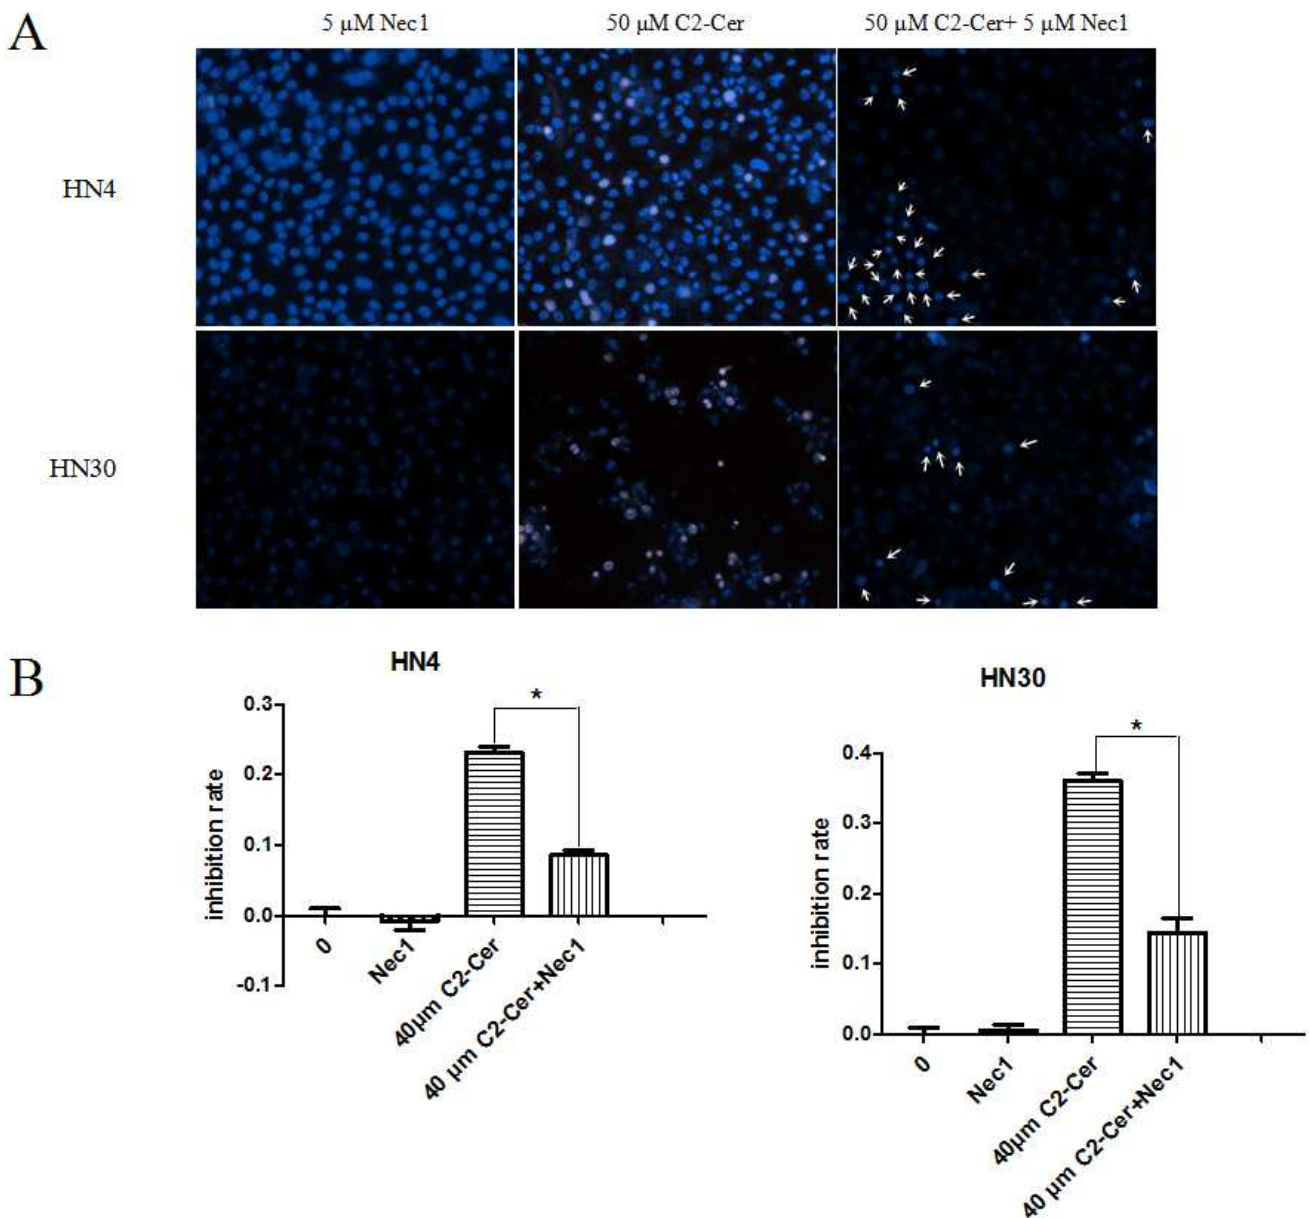 A
5 μM Nec1
50 μM C2-Cer
50 μM C2-Cer+ 5 μM Nec1
HN4
HN30
B
HN4
inhibition rate
0.3
0.2
0.1
0.0
-0.1
0
Nec1
40μm C2-Cer
40 μm C2-Cer+Nec1
*
HN30
inhibition rate
0.4
0.3
0.2
0.1
0.0
0
Nec1
40μm C2-Cer
40 μm C2-Cer+Nec1
*